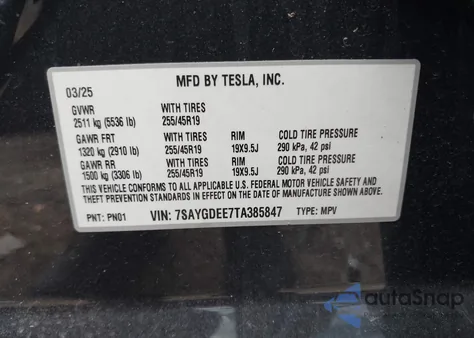 MFD BY TESLA, INC.
03/25
GVWR WITH TIRES
2511 kg (5536 lb) 255/45R19
GAWR FRT WITH TIRES RIM COLD TIRE PRESSURE
1320 kg (2910 lb) 255/45R19 19X9.5J 290 kPa, 42 psi
GAWR RR WITH TIRES RIM COLD TIRE PRESSURE
1500 kg (3306 lb) 255/45R19 19X9.5J 290 kPa, 42 psi
THIS VEHICLE CONFORMS TO ALL APPLICABLE U.S. FEDERAL MOTOR VEHICLE SAFETY AND
THEFT PREVENTION STANDARDS IN EFFECT ON THE DATE OF MANUFACTURE SHOWN ABOVE.
PNT: PN01 VIN: 7SAYGDEE7TA385847 TYPE: MPV
autoSnap